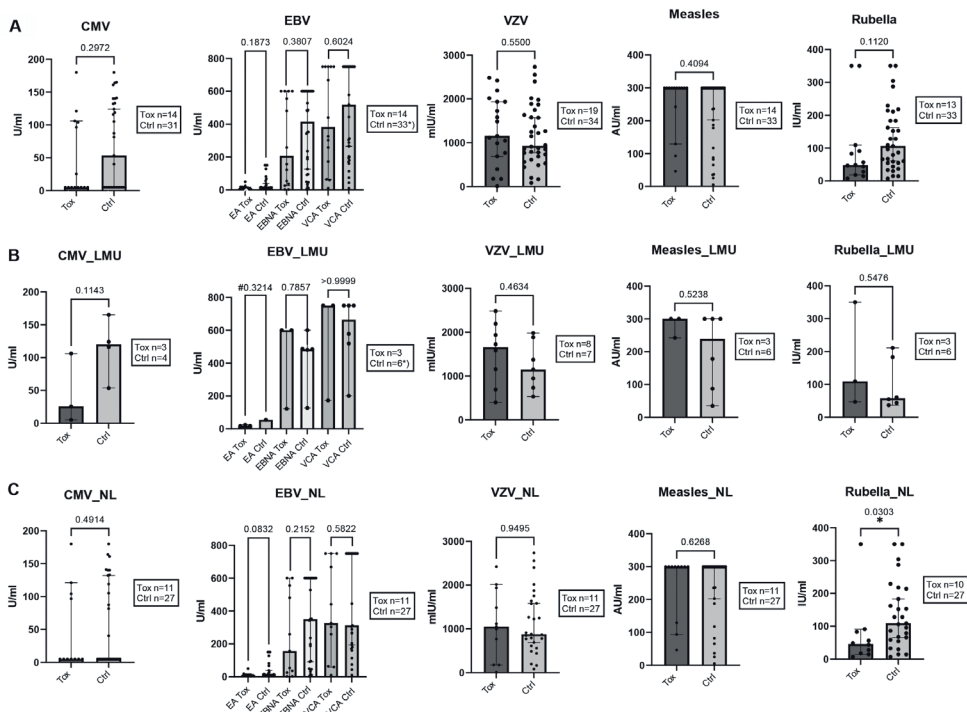 A
CMV
0.2972
U/ml
200
150
100
50
0
Tox
Ctrl
Tox n=14
Ctrl n=31
EBV
0.1873
0.3807
0.6024
U/ml
800
600
400
200
0
EA Tox
EA Ctrl
EBNA Tox
EBNA Ctrl
VCA Tox
VCA Ctrl
Tox n=14
Ctrl n=33*)
VZV
0.5500
mIU/ml
3000
2000
1000
0
Tox
Ctrl
Tox n=19
Ctrl n=34
Measles
0.4094
AU/ml
400
300
200
100
0
Tox
Ctrl
Tox n=14
Ctrl n=33
Rubella
0.1120
IU/ml
400
300
200
100
0
Tox
Ctrl
Tox n=13
Ctrl n=33
B
CMV_LMU
0.1143
U/ml
200
150
100
50
0
Tox
Ctrl
Tox n=3
Ctrl n=4
EBV_LMU
#0.3214
0.7857
>0.9999
U/ml
800
600
400
200
0
EA Tox
EA Ctrl
EBNA Tox
EBNA Ctrl
VCA Tox
VCA Ctrl
Tox n=3
Ctrl n=6*)
VZV_LMU
0.4634
mIU/ml
3000
2000
1000
0
Tox
Ctrl
Tox n=8
Ctrl n=7
Measles_LMU
0.5238
AU/ml
400
300
200
100
0
Tox
Ctrl
Tox n=3
Ctrl n=6
Rubella_LMU
0.5476
IU/ml
400
300
200
100
0
Tox
Ctrl
Tox n=3
Ctrl n=6
C
CMV_NL
0.4914
U/ml
200
150
100
50
0
Tox
Ctrl
Tox n=11
Ctrl n=27
EBV_NL
0.0832
0.2152
0.5822
U/ml
800
600
400
200
0
EA Tox
EA Ctrl
EBNA Tox
EBNA Ctrl
VCA Tox
VCA Ctrl
Tox n=11
Ctrl n=27
VZV_NL
0.9495
mIU/ml
3000
2000
1000
0
Tox
Ctrl
Tox n=11
Ctrl n=27
Measles_NL
0.6268
AU/ml
400
300
200
100
0
Tox
Ctrl
Tox n=11
Ctrl n=27
Rubella_NL
0.0303
*
IU/ml
400
300
200
100
0
Tox
Ctrl
Tox n=10
Ctrl n=27